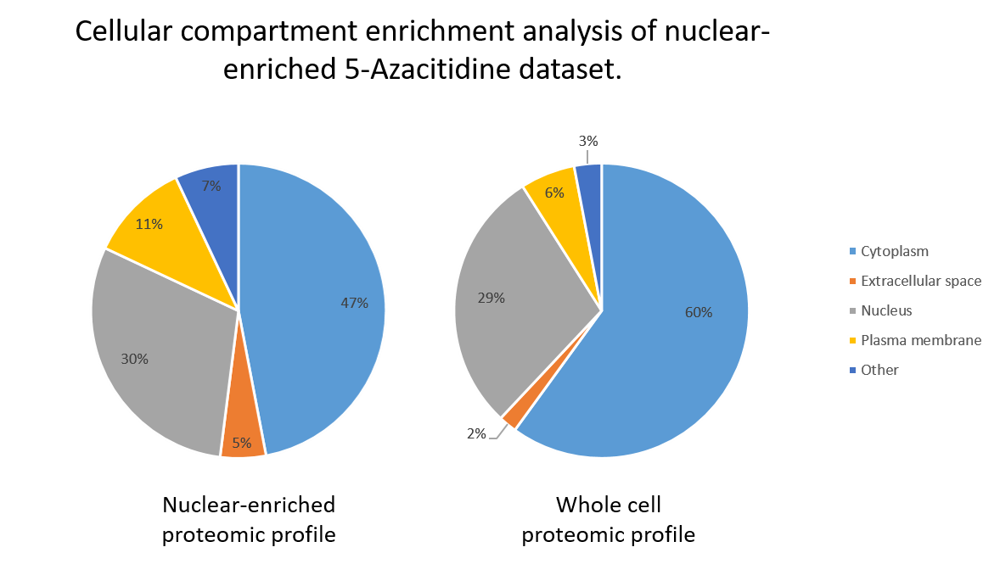 Cellular compartment enrichment analysis of nuclear-
enriched 5-Azacitidine dataset.
7%
11%
47%
30%
5%
3%
6%
29%
60%
2%
Cytoplasm
Extracellular space
Nucleus
Plasma membrane
Other
Nuclear-enriched
proteomic profile
Whole cell
proteomic profile